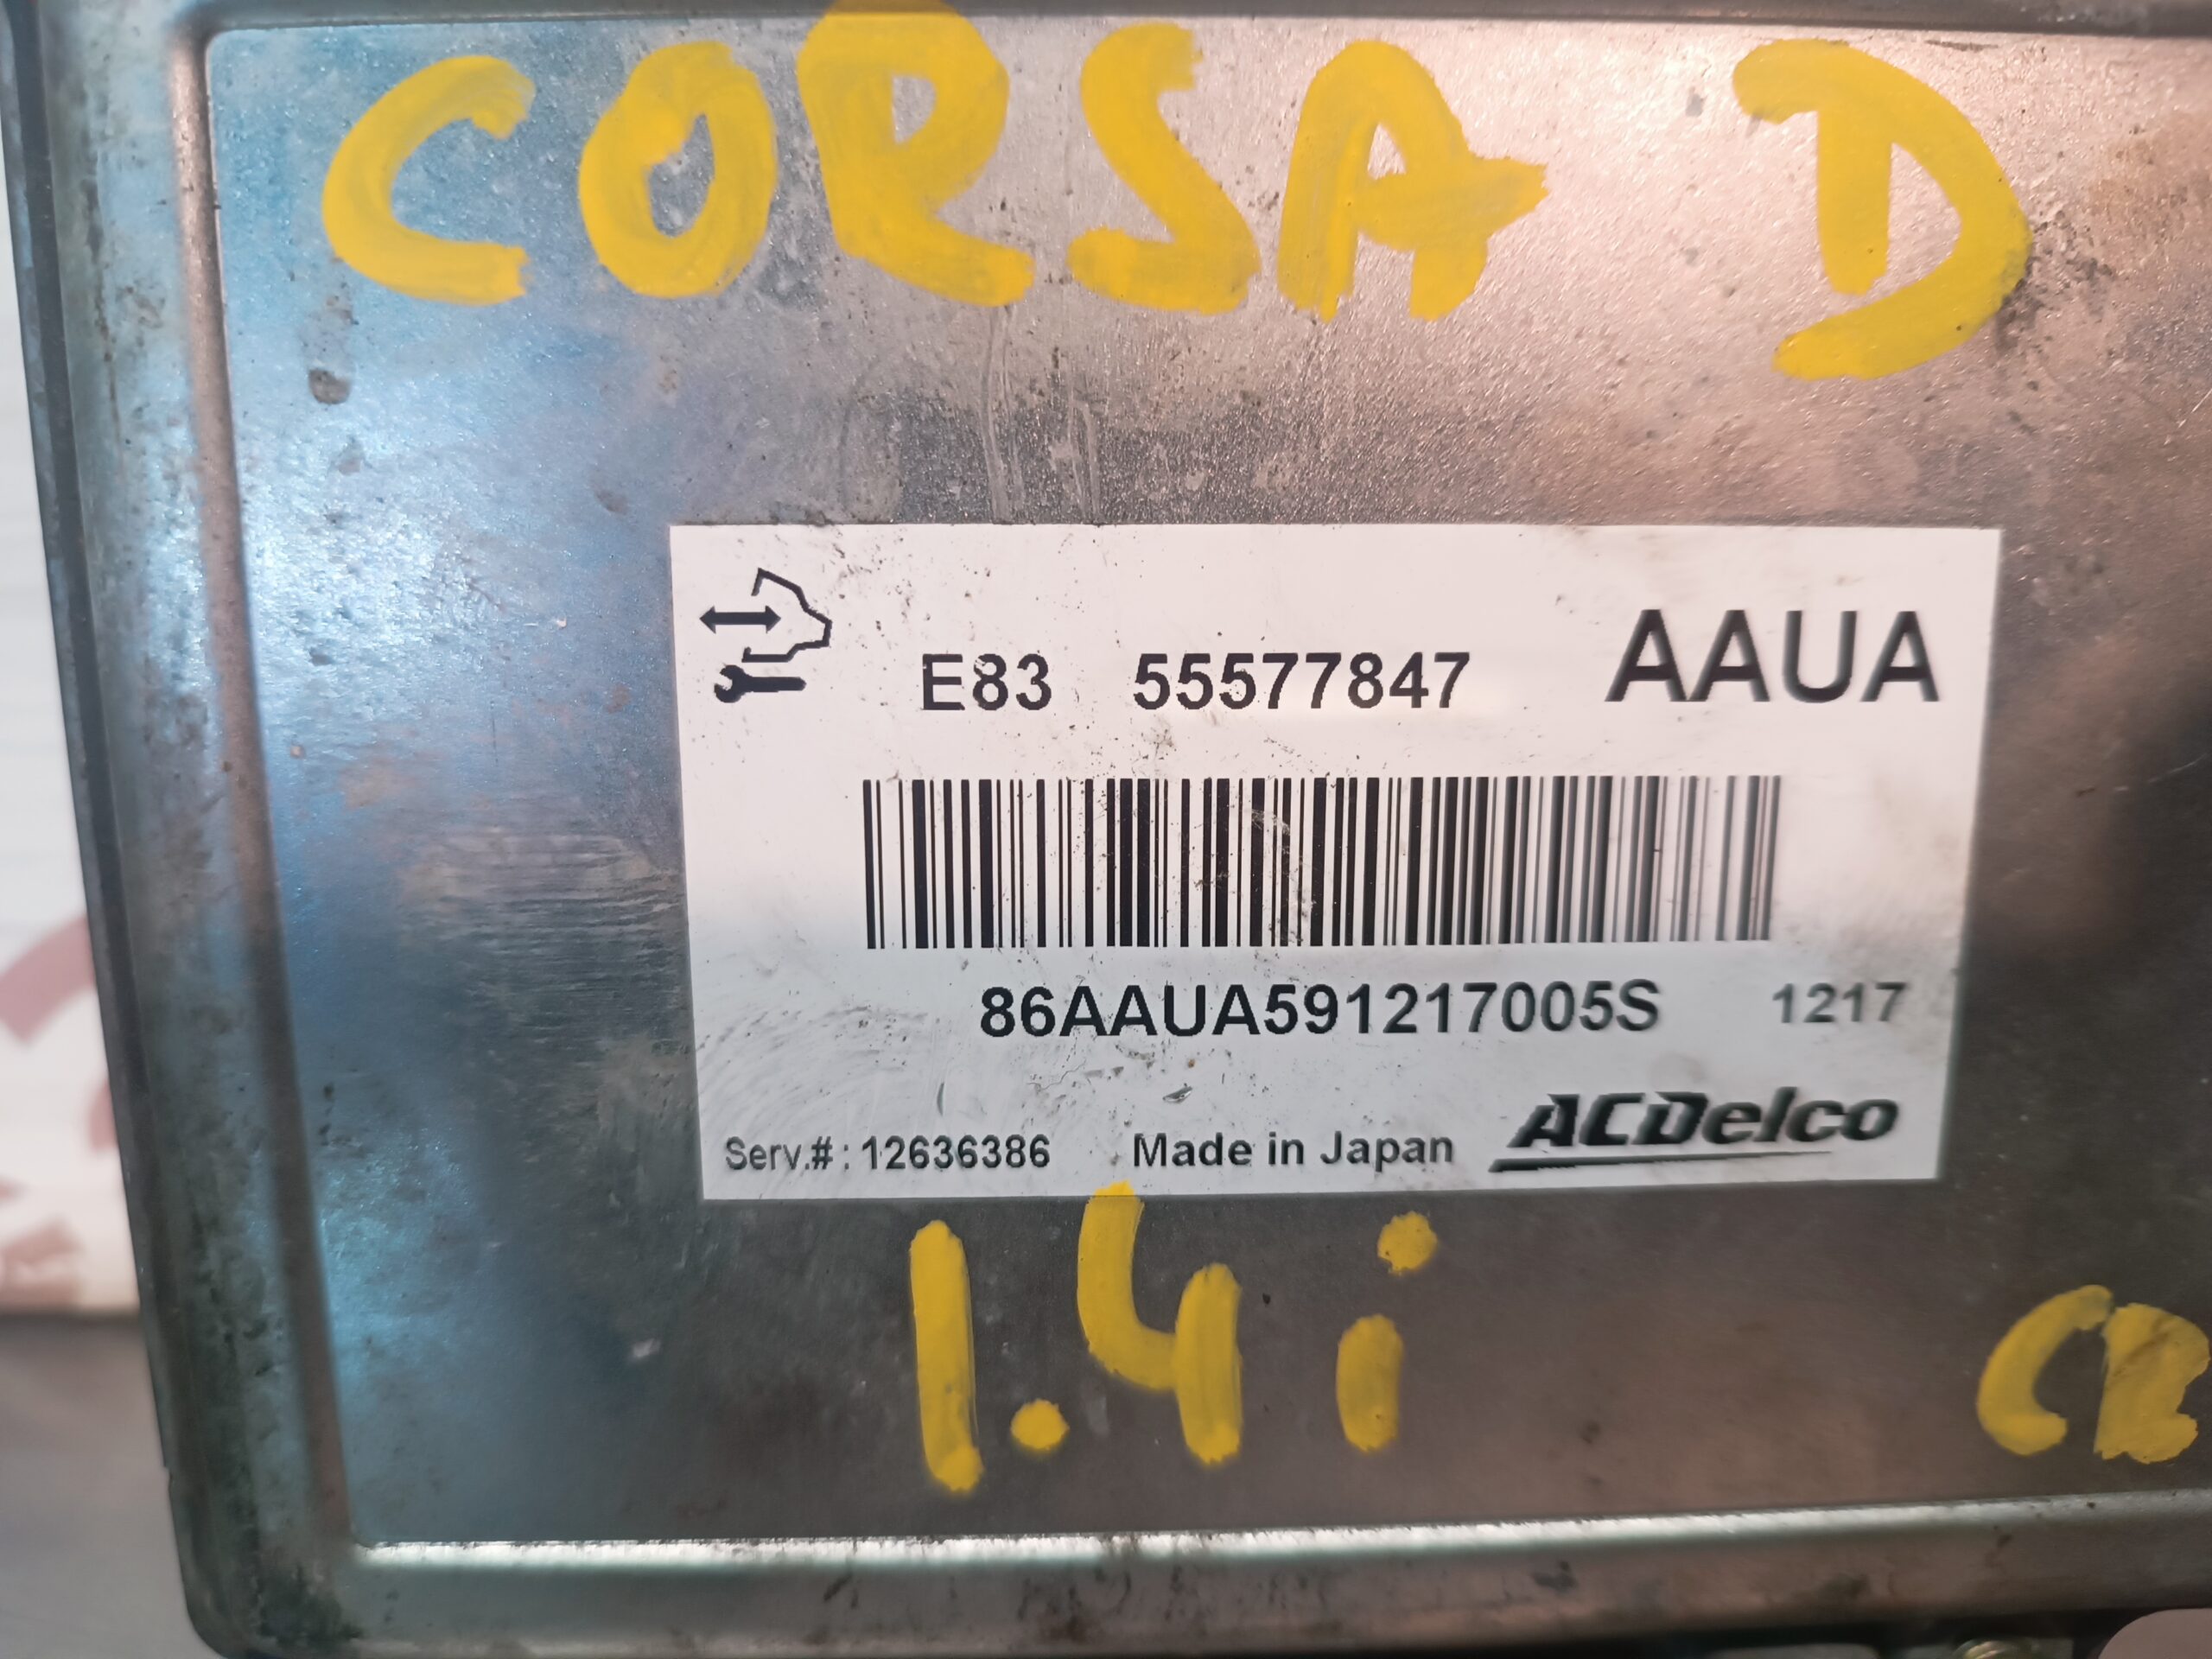 CORSA D
E83 55577847 AAUA
86AAUA591217005S 1217
Serv.#: 12636386 Made in Japan ACDelco
1.4i